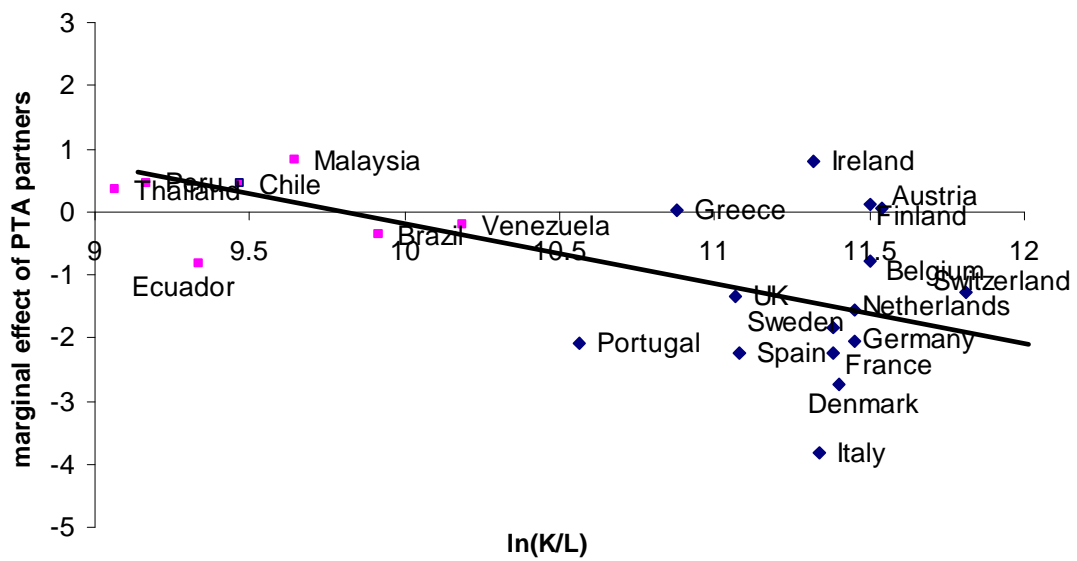 marginal effect of PTA partners
3
2
1
0
-1
-2
-3
-4
-5
9
9.5
10
10.5
11
11.5
12
Malaysia
Peru
Thailand
Chile
Ecuador
Brazil
Venezuela
Ireland
Austria
Finland
Greece
Belgium
Switzerland
UK
Netherlands
Sweden
Germany
Portugal
Spain
France
Denmark
Italy
ln(K/L)